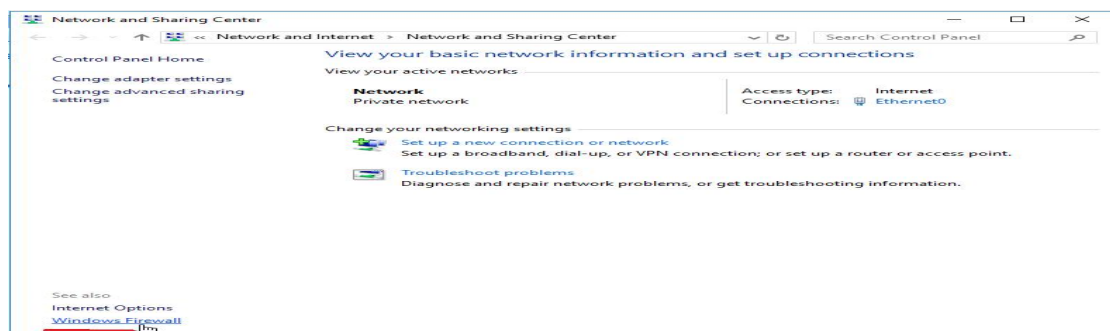 Network and Sharing Center
« Network and Internet > Network and Sharing Center
Search Control Panel
Control Panel Home
Change adapter settings
Change advanced sharing
settings
View your basic network information and set up connections
View your active networks
Network
Private network
Access type: Internet
Connections: Ethernet0
Change your networking settings
Set up a new connection or network
Set up a broadband, dial-up, or VPN connection; or set up a router or access point.
Troubleshoot problems
Diagnose and repair network problems, or get troubleshooting information.
See also
Internet Options
Windows Firewall